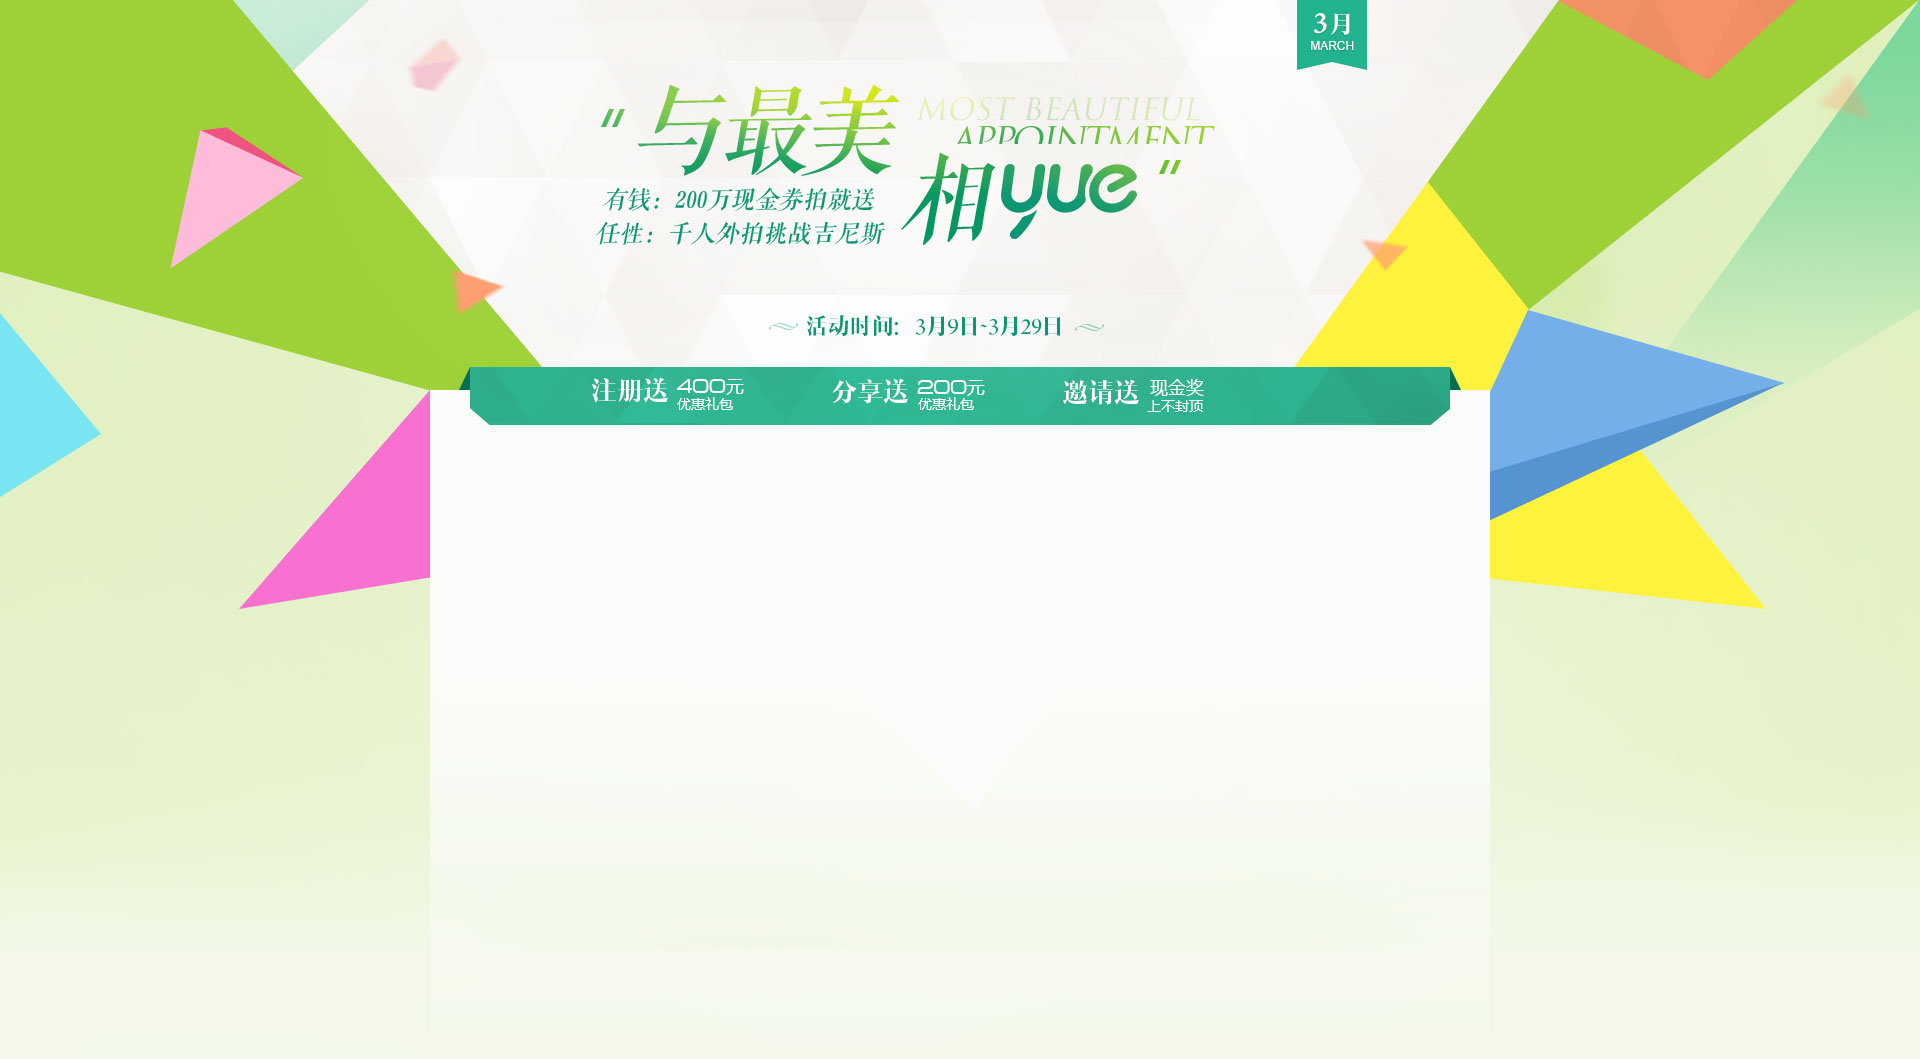 3月
MARCH
"与最美
MOST BEAUTIFUL
APPOINTMENT
相yue"
有钱：200万现金券拍就送
任性：千人外拍挑战吉尼斯
活动时间：3月9日~3月29日
注册送 400元
优惠礼包
分享送 200元
优惠礼包
邀请送 现金奖
上不封顶